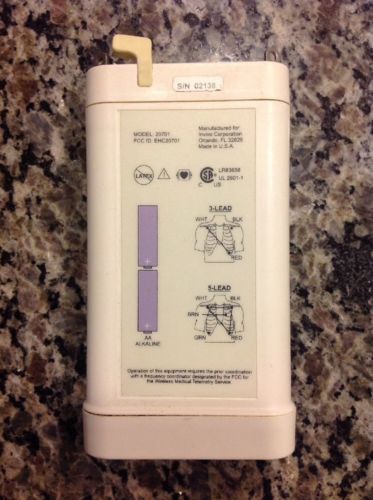 S/N 02138
MODEL: 20701
FCC ID: EHC20701
Manufactured for
Invivo Corporation
Orlando, FL 32826
Made in U.S.A.
LATEX
LR83658
UL 2601-1
C US
3-LEAD
WHT BLK
RED
5-LEAD
WHT BLK
BRN
GRN RED
+
+
AA
ALKALINE
Operation of this equipment requires the prior coordination
with a frequency coordinator designated by the FCC for
the Wireless Medical Telemetry Service.